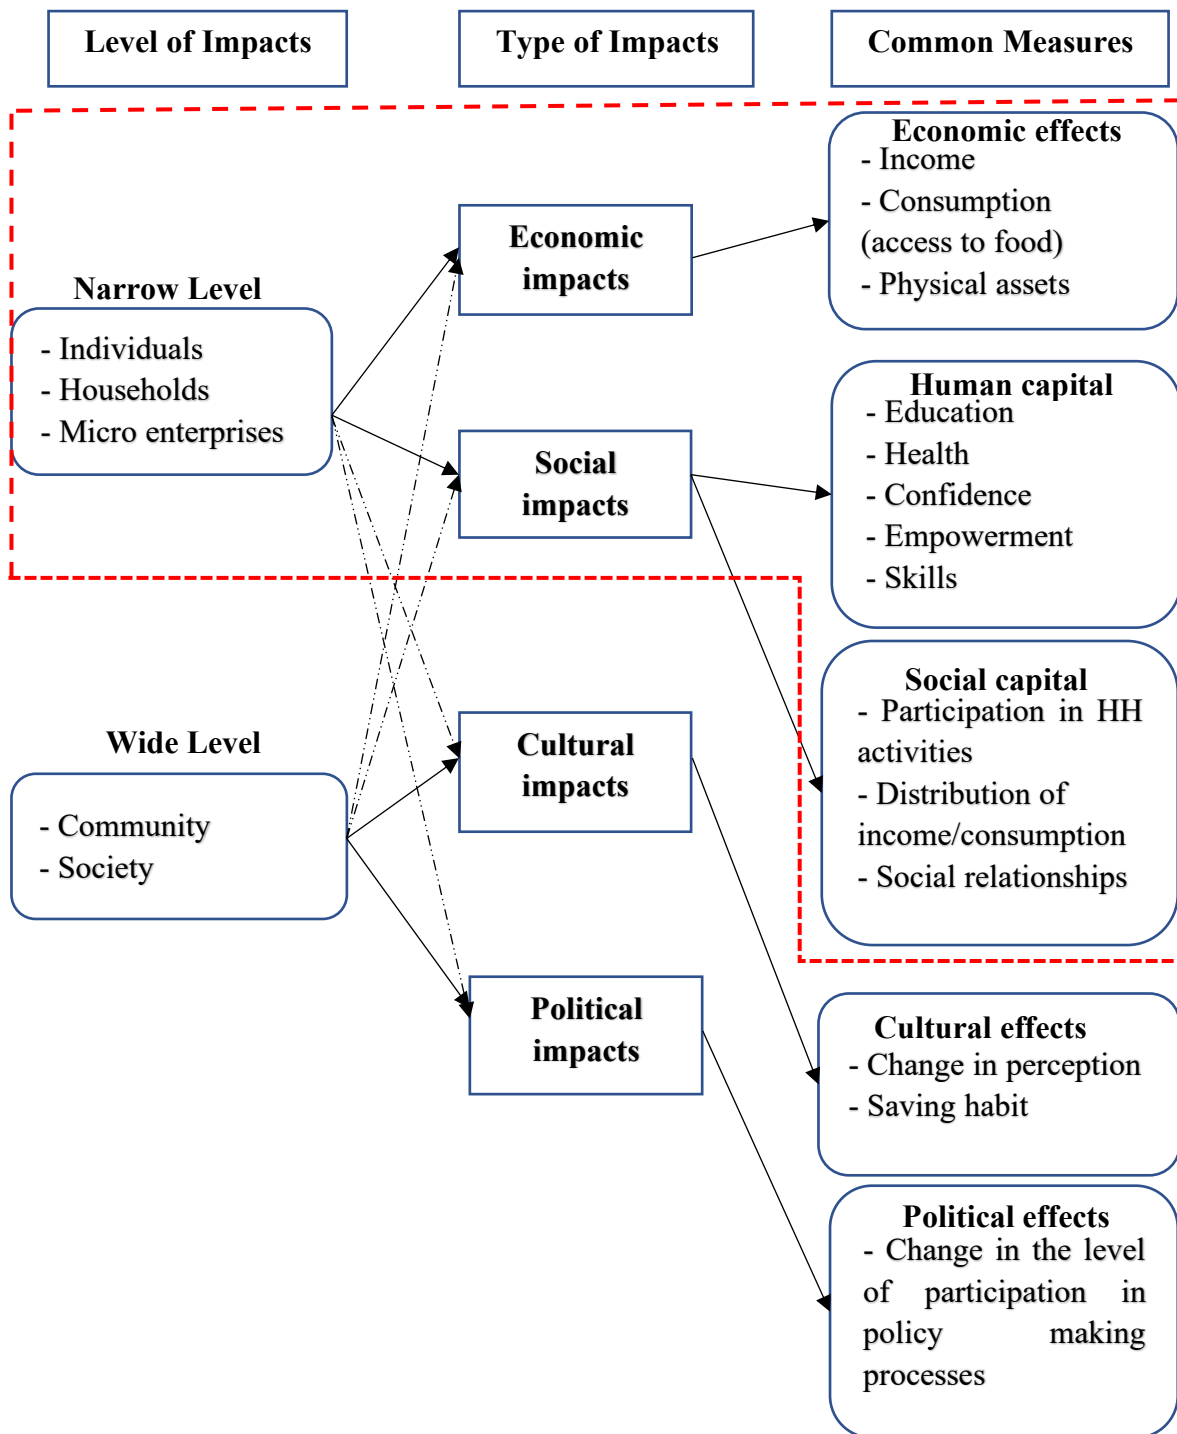 Level of Impacts
Type of Impacts
Common Measures
Narrow Level
- Individuals
- Households
- Micro enterprises
Wide Level
- Community
- Society
Economic
impacts
Social
impacts
Cultural
impacts
Political
impacts
Economic effects
- Income
- Consumption
(access to food)
- Physical assets
Human capital
- Education
- Health
- Confidence
- Empowerment
- Skills
Social capital
- Participation in HH
activities
- Distribution of
income/consumption
- Social relationships
Cultural effects
- Change in perception
- Saving habit
Political effects
- Change in the level
of participation in
policy making
processes